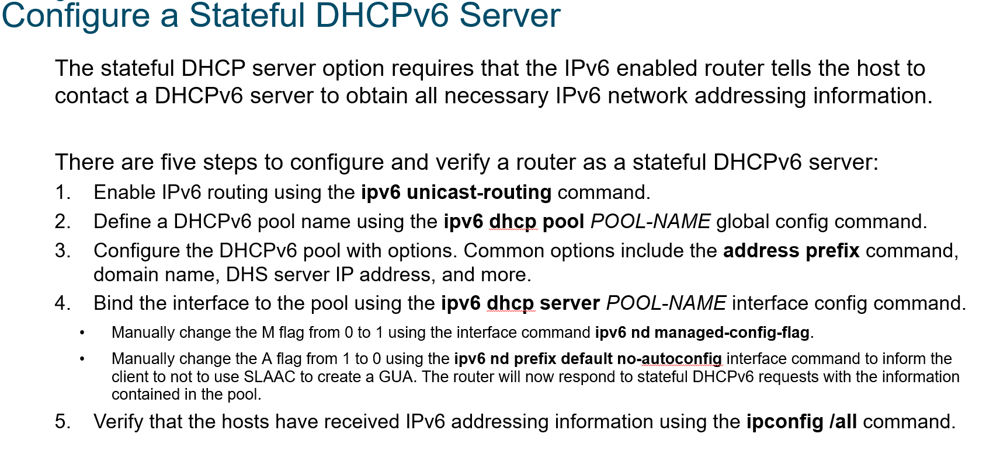 Configure a Stateful DHCPv6 Server
The stateful DHCP server option requires that the IPv6 enabled router tells the host to
contact a DHCPv6 server to obtain all necessary IPv6 network addressing information.
There are five steps to configure and verify a router as a stateful DHCPv6 server:
1. Enable IPv6 routing using the ipv6 unicast-routing command.
2. Define a DHCPv6 pool name using the ipv6 dhcp pool POOL-NAME global config command.
3. Configure the DHCPv6 pool with options. Common options include the address prefix command,
domain name, DHS server IP address, and more.
4. Bind the interface to the pool using the ipv6 dhcp server POOL-NAME interface config command.
• Manually change the M flag from 0 to 1 using the interface command ipv6 nd managed-config-flag.
• Manually change the A flag from 1 to 0 using the ipv6 nd prefix default no-autoconfig interface command to inform the
client to not to use SLAAC to create a GUA. The router will now respond to stateful DHCPv6 requests with the information
contained in the pool.
5. Verify that the hosts have received IPv6 addressing information using the ipconfig /all command.